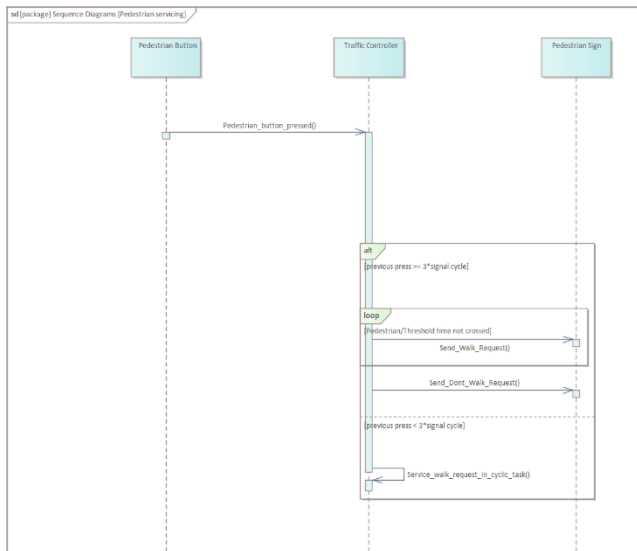 sd [package] Sequence Diagrams [Pedestrian servicing]
Pedestrian Button
Traffic Controller
Pedestrian Sign
Pedestrian_button_pressed()
alt
[previous press >= 3*signal cycle]
loop
[Pedestrian/Threshold time not crossed]
Send_Walk_Request()
Send_Dont_Walk_Request()
[previous press < 3*signal cycle]
Service_walk_request_in_cyclic_task()